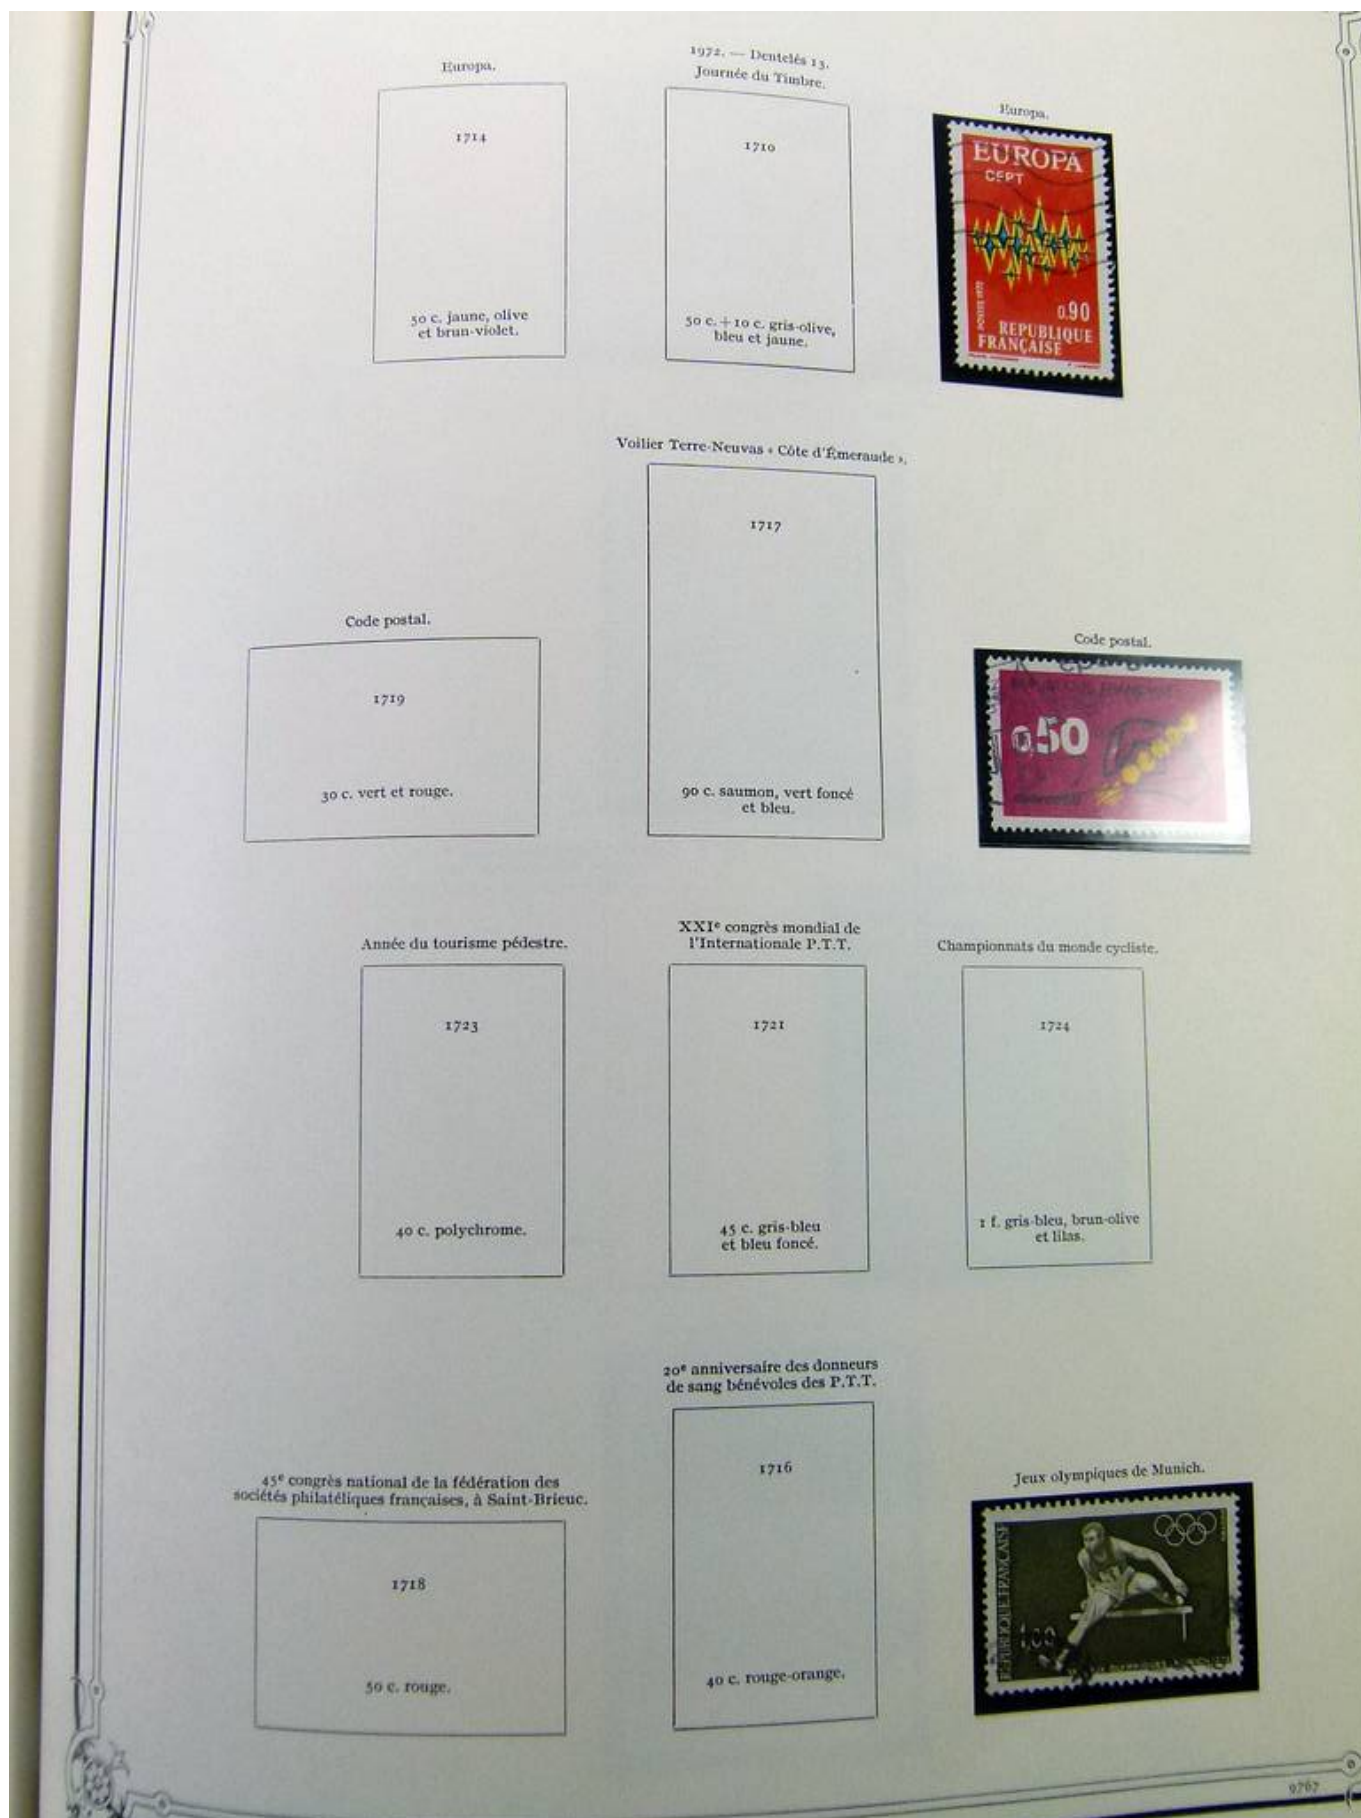 Europa.
1714
50 c. jaune, olive
et brun-violet.
1972. — Dentelés 13.
Journée du Timbre.
1710
50 c. + 10 c. gris-olive,
bleu et jaune.
Europa.
EUROPA
CEPT
0.90
REPUBLIQUE
FRANÇAISE
Voilier Terre-Neuvas « Côte d'Émeraude ».
1717
90 c. saumon, vert foncé
et bleu.
Code postal.
1719
30 c. vert et rouge.
Code postal.
0.50
Année du tourisme pédestre.
1723
40 c. polychrome.
XXIe congrès mondial de
l'Internationale P.T.T.
1721
45 c. gris-bleu
et bleu foncé.
Championnats du monde cycliste.
1724
1 f. gris-bleu, brun-olive
et lilas.
45e congrès national de la fédération des
sociétés philatéliques françaises, à Saint-Brieuc.
1718
50 c. rouge.
20e anniversaire des donneurs
de sang bénévoles des P.T.T.
1716
40 c. rouge-orange.
Jeux olympiques de Munich.
REPUBLIQUE FRANÇAISE
1,00
9767